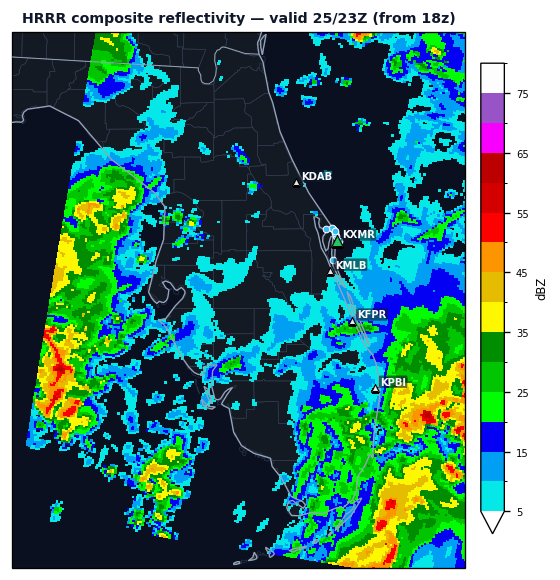 HRRR composite reflectivity — valid 25/23Z (from 18z)
KDAB
KXMR
KMLB
KFPR
KPBI
75
65
55
45
35
25
15
5
dBZ